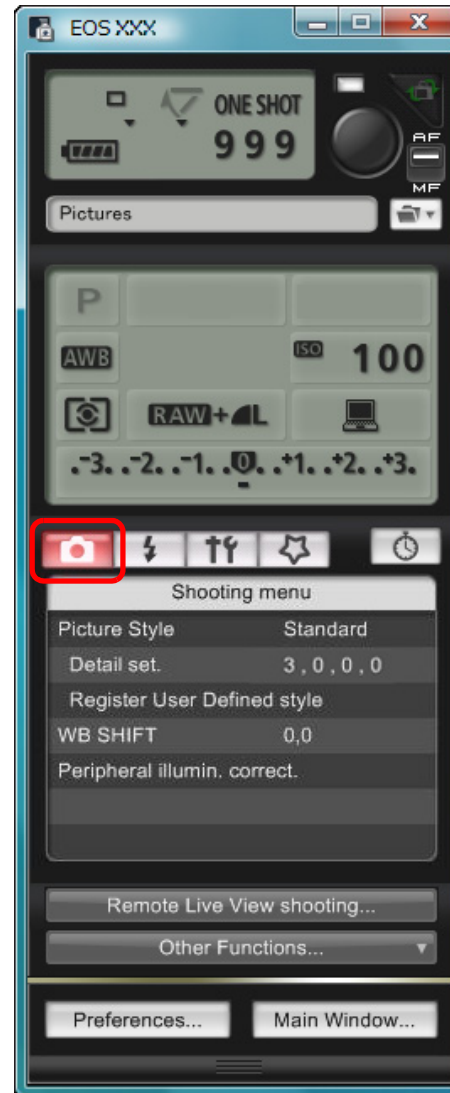 EOS XXX
ONE SHOT
999
AF
MF
Pictures
P
AWB
ISO 100
RAW+L
.-3. .-2. .-1. .0. .+1. .+2. .+3.
Shooting menu
Picture Style Standard
Detail set. 3 , 0 , 0 , 0
Register User Defined style
WB SHIFT 0,0
Peripheral illumin. correct.
Remote Live View shooting...
Other Functions...
Preferences... Main Window...